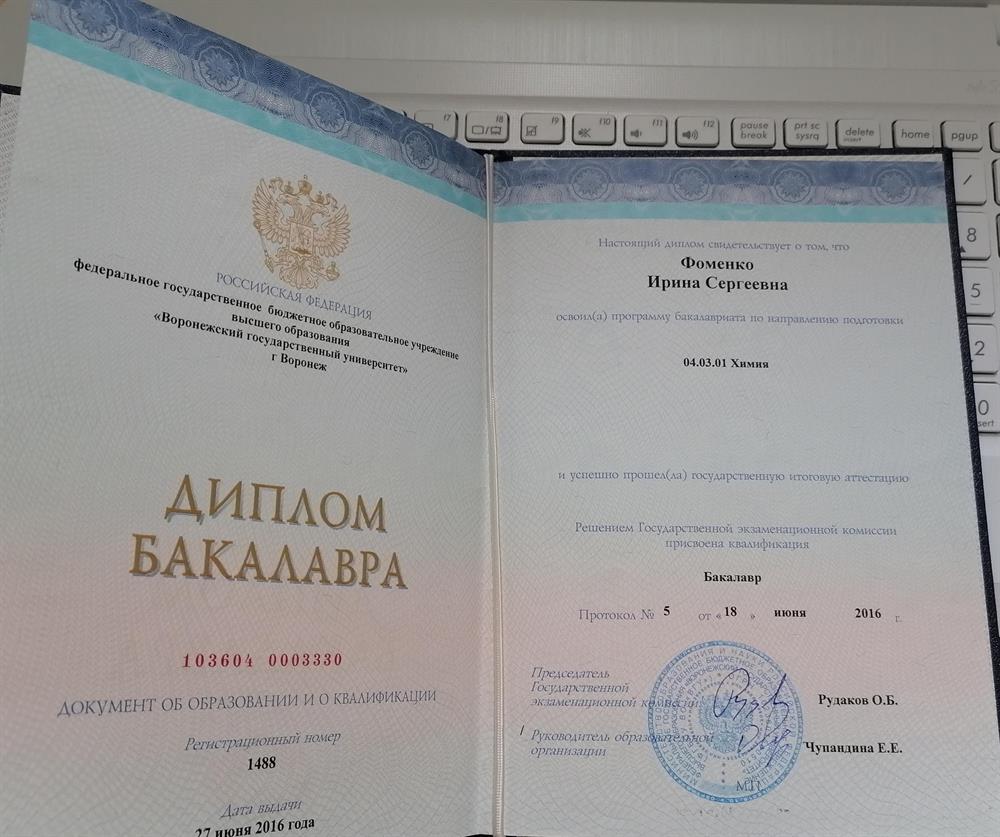 РОССИЙСКАЯ ФЕДЕРАЦИЯ
федеральное государственное бюджетное образовательное учреждение
высшего образования
«Воронежский государственный университет»
г Воронеж
ДИПЛОМ
БАКАЛАВРА
103604 0003330
ДОКУМЕНТ ОБ ОБРАЗОВАНИИ И О КВАЛИФИКАЦИИ
Регистрационный номер
1488
Дата выдачи
27 июня 2016 года
Настоящий диплом свидетельствует о том, что
Фоменко
Ирина Сергеевна
освоил(а) программу бакалавриата по направлению подготовки
04.03.01 Химия
и успешно прошел(ла) государственную итоговую аттестацию
Решением Государственной экзаменационной комиссии
присвоена квалификация
Бакалавр
Протокол № 5 от « 18 » июня 2016 г.
Председатель
Государственной
экзаменационной комиссии
Рудаков О.Б.
/ Руководитель образовательной
организации
Чупандина Е.Е.
М.П.
f7
f8
f9
f10
f11
f12
pause
break
prt sc
sysrq
delete
insert
home
pgup
/
8
5
2
0